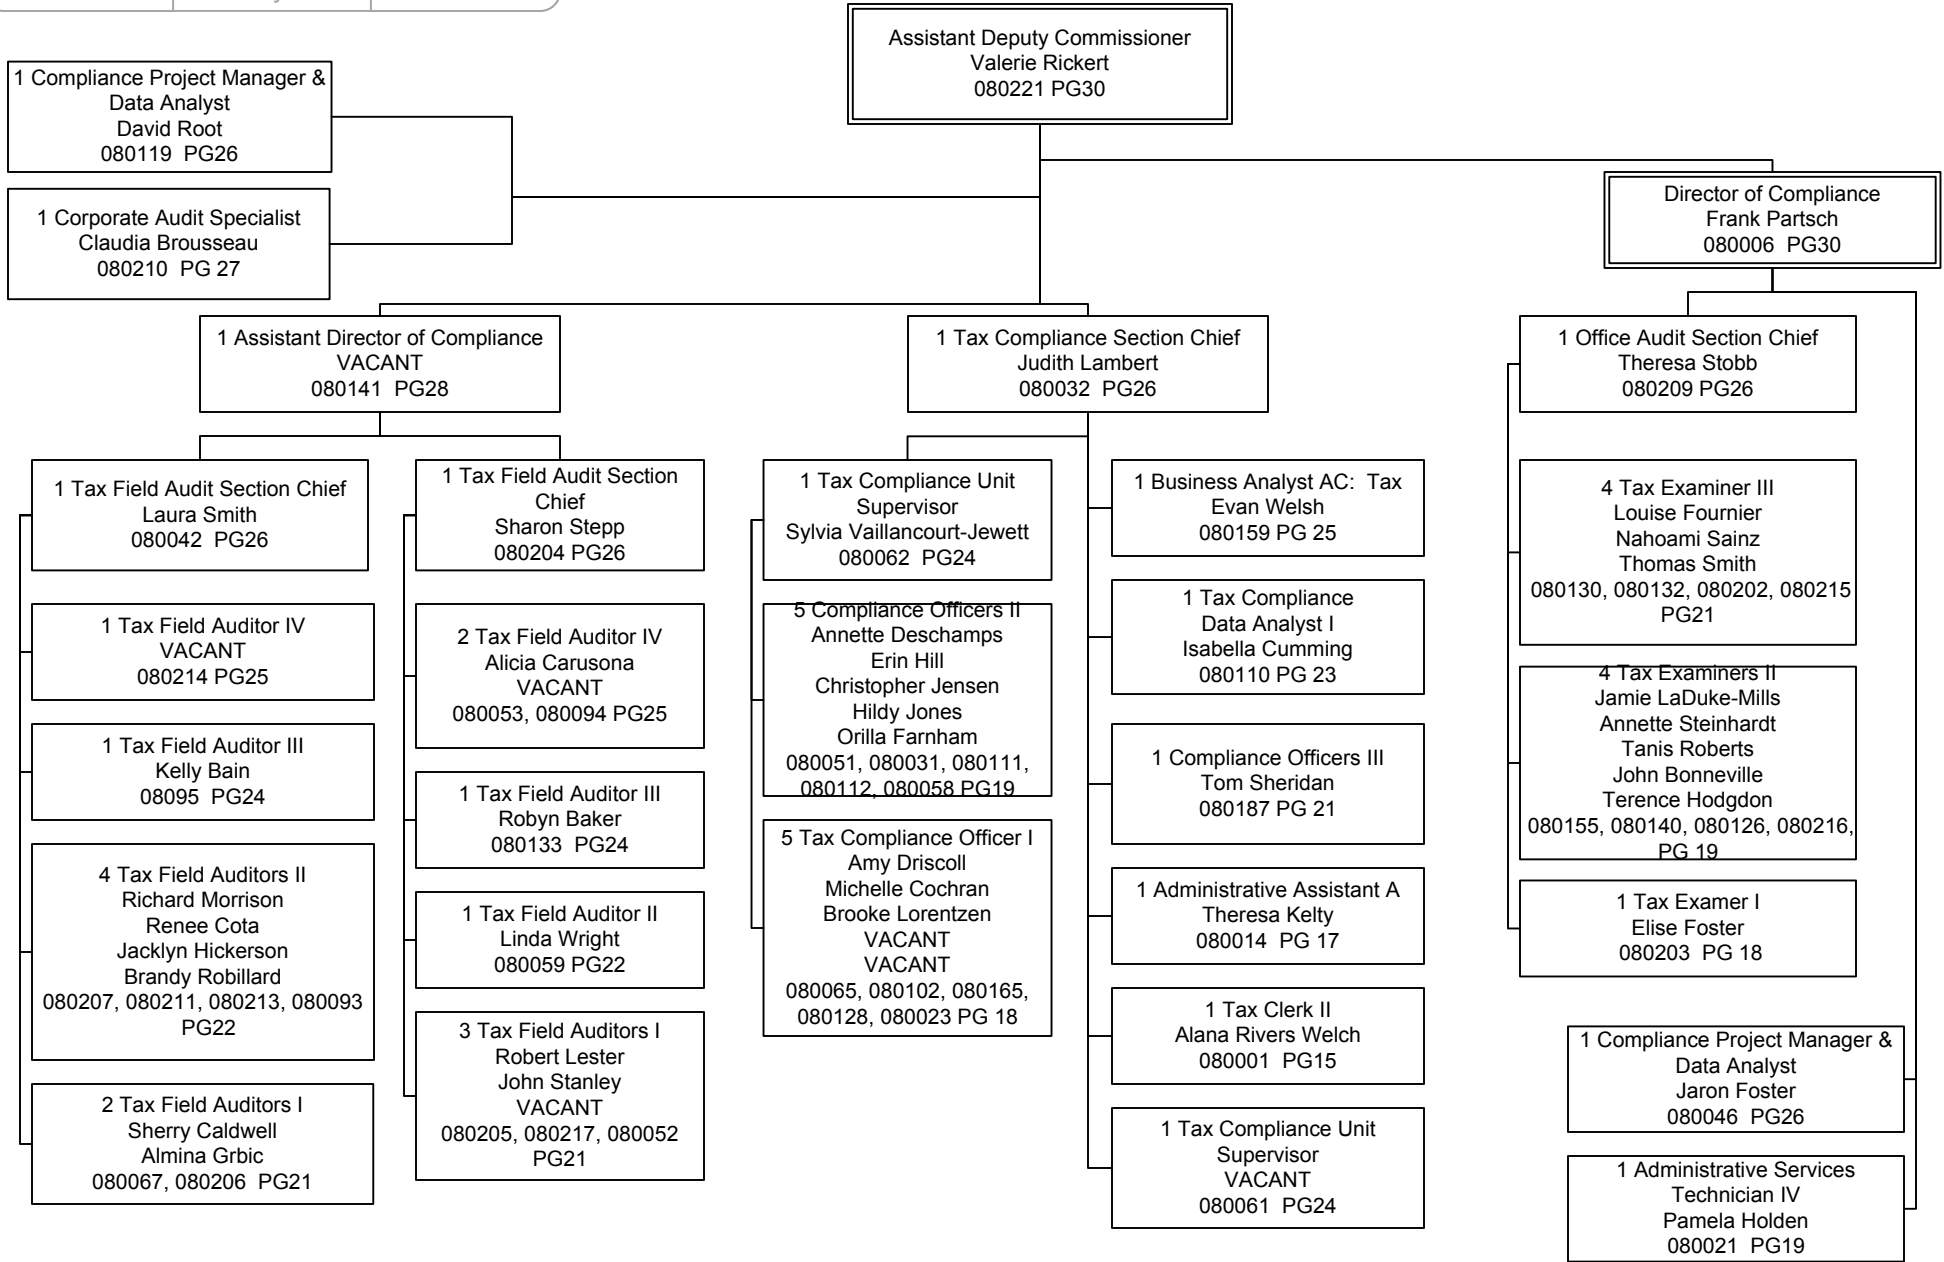 Assistant Deputy Commissioner
Valerie Rickert
080221 PG30
1 Compliance Project Manager &
Data Analyst
David Root
080119 PG26
1 Corporate Audit Specialist
Claudia Brousseau
080210 PG 27
Director of Compliance
Frank Partsch
080006 PG30
1 Assistant Director of Compliance
VACANT
080141 PG28
1 Tax Compliance Section Chief
Judith Lambert
080032 PG26
1 Office Audit Section Chief
Theresa Stobb
080209 PG26
1 Tax Field Audit Section Chief
Laura Smith
080042 PG26
1 Tax Field Auditor IV
VACANT
080214 PG25
1 Tax Field Auditor III
Kelly Bain
08095 PG24
4 Tax Field Auditors II
Richard Morrison
Renee Cota
Jacklyn Hickerson
Brandy Robillard
080207, 080211, 080213, 080093
PG22
2 Tax Field Auditors I
Sherry Caldwell
Almina Grbic
080067, 080206 PG21
1 Tax Field Audit Section
Chief
Sharon Stepp
080204 PG26
2 Tax Field Auditor IV
Alicia Carusona
VACANT
080053, 080094 PG25
1 Tax Field Auditor III
Robyn Baker
080133 PG24
1 Tax Field Auditor II
Linda Wright
080059 PG22
3 Tax Field Auditors I
Robert Lester
John Stanley
VACANT
080205, 080217, 080052
PG21
1 Tax Compliance Unit
Supervisor
Sylvia Vaillancourt-Jewett
080062 PG24
5 Compliance Officers II
Annette Deschamps
Erin Hill
Christopher Jensen
Hildy Jones
Orilla Farnham
080051, 080031, 080111,
080112, 080058 PG19
5 Tax Compliance Officer I
Amy Driscoll
Michelle Cochran
Brooke Lorentzen
VACANT
VACANT
080065, 080102, 080165,
080128, 080023 PG 18
1 Business Analyst AC: Tax
Evan Welsh
080159 PG 25
1 Tax Compliance
Data Analyst I
Isabella Cumming
080110 PG 23
1 Compliance Officers III
Tom Sheridan
080187 PG 21
1 Administrative Assistant A
Theresa Kelty
080014 PG 17
1 Tax Clerk II
Alana Rivers Welch
080001 PG15
1 Tax Compliance Unit
Supervisor
VACANT
080061 PG24
4 Tax Examiner III
Louise Fournier
Nahoami Sainz
Thomas Smith
080130, 080132, 080202, 080215
PG21
4 Tax Examiners II
Jamie LaDuke-Mills
Annette Steinhardt
Tanis Roberts
John Bonneville
Terence Hodgdon
080155, 080140, 080126, 080216,
PG 19
1 Tax Examer I
Elise Foster
080203 PG 18
1 Compliance Project Manager &
Data Analyst
Jaron Foster
080046 PG26
1 Administrative Services
Technician IV
Pamela Holden
080021 PG19